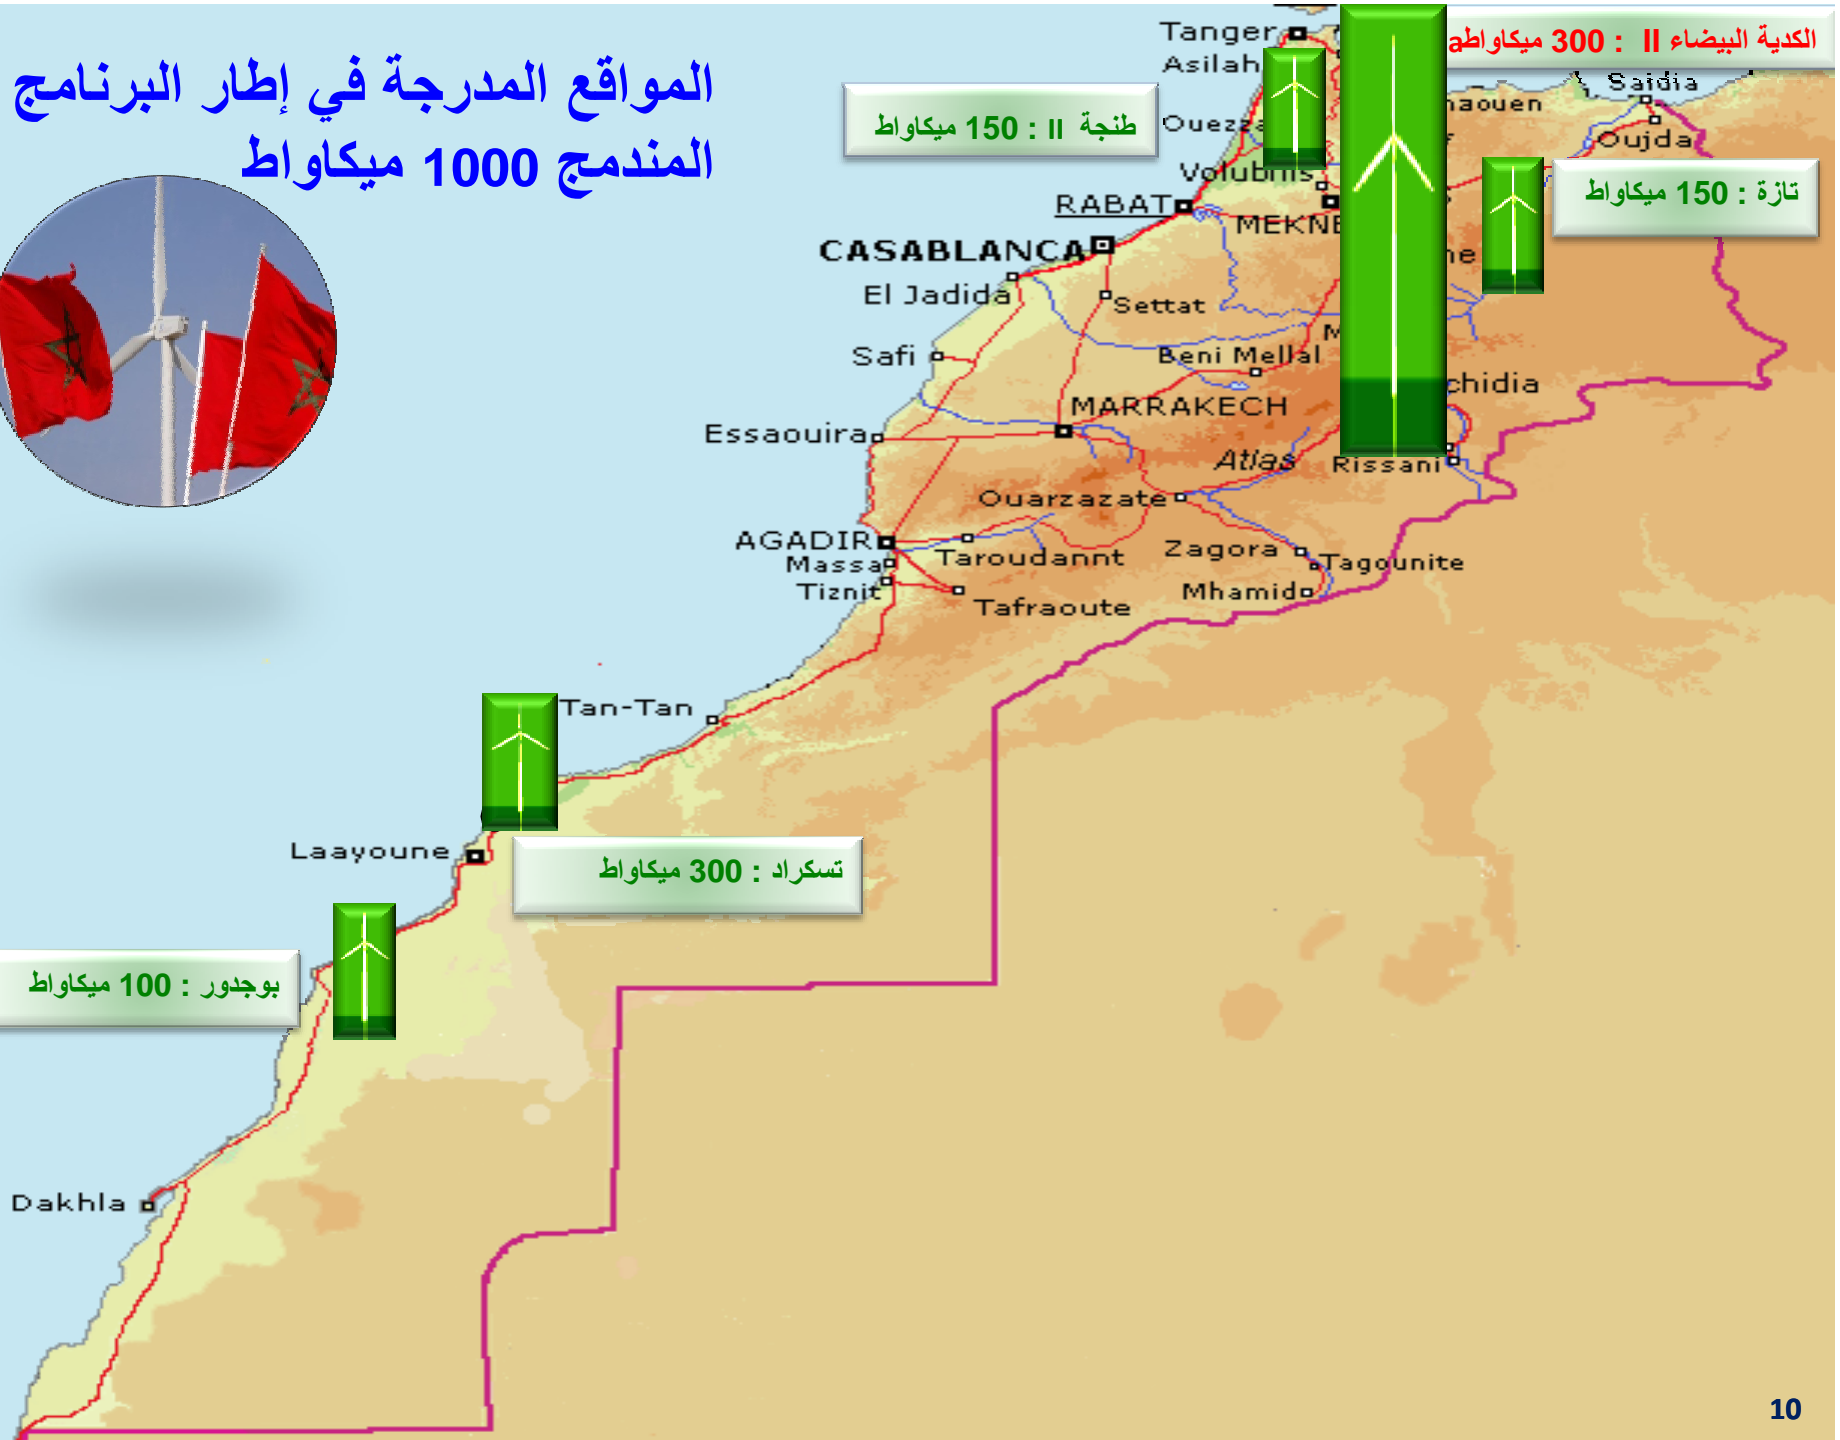 المواقع المدرجة في إطار البرنامج
المندمج 1000 ميكاواط
الكدية البيضاء II : 300 ميكاواطa
طنجة II : 150 ميكاواط
تازة : 150 ميكاواط
تسكراد : 300 ميكاواط
بوجدور : 100 ميكاواط
Tanger
Asilah
Saidia
Oujda
Volubilis
RABAT
CASABLANCA
El Jadida
Settat
Safi
Beni Mellal
MARRAKECH
Essaouira
Atlas
Rissani
Ouarzazate
AGADIR
Massa
Tiznit
Taroudannt
Tafraoute
Zagora
Tagounite
Mhamid
Tan-Tan
Laayoune
Dakhla
10